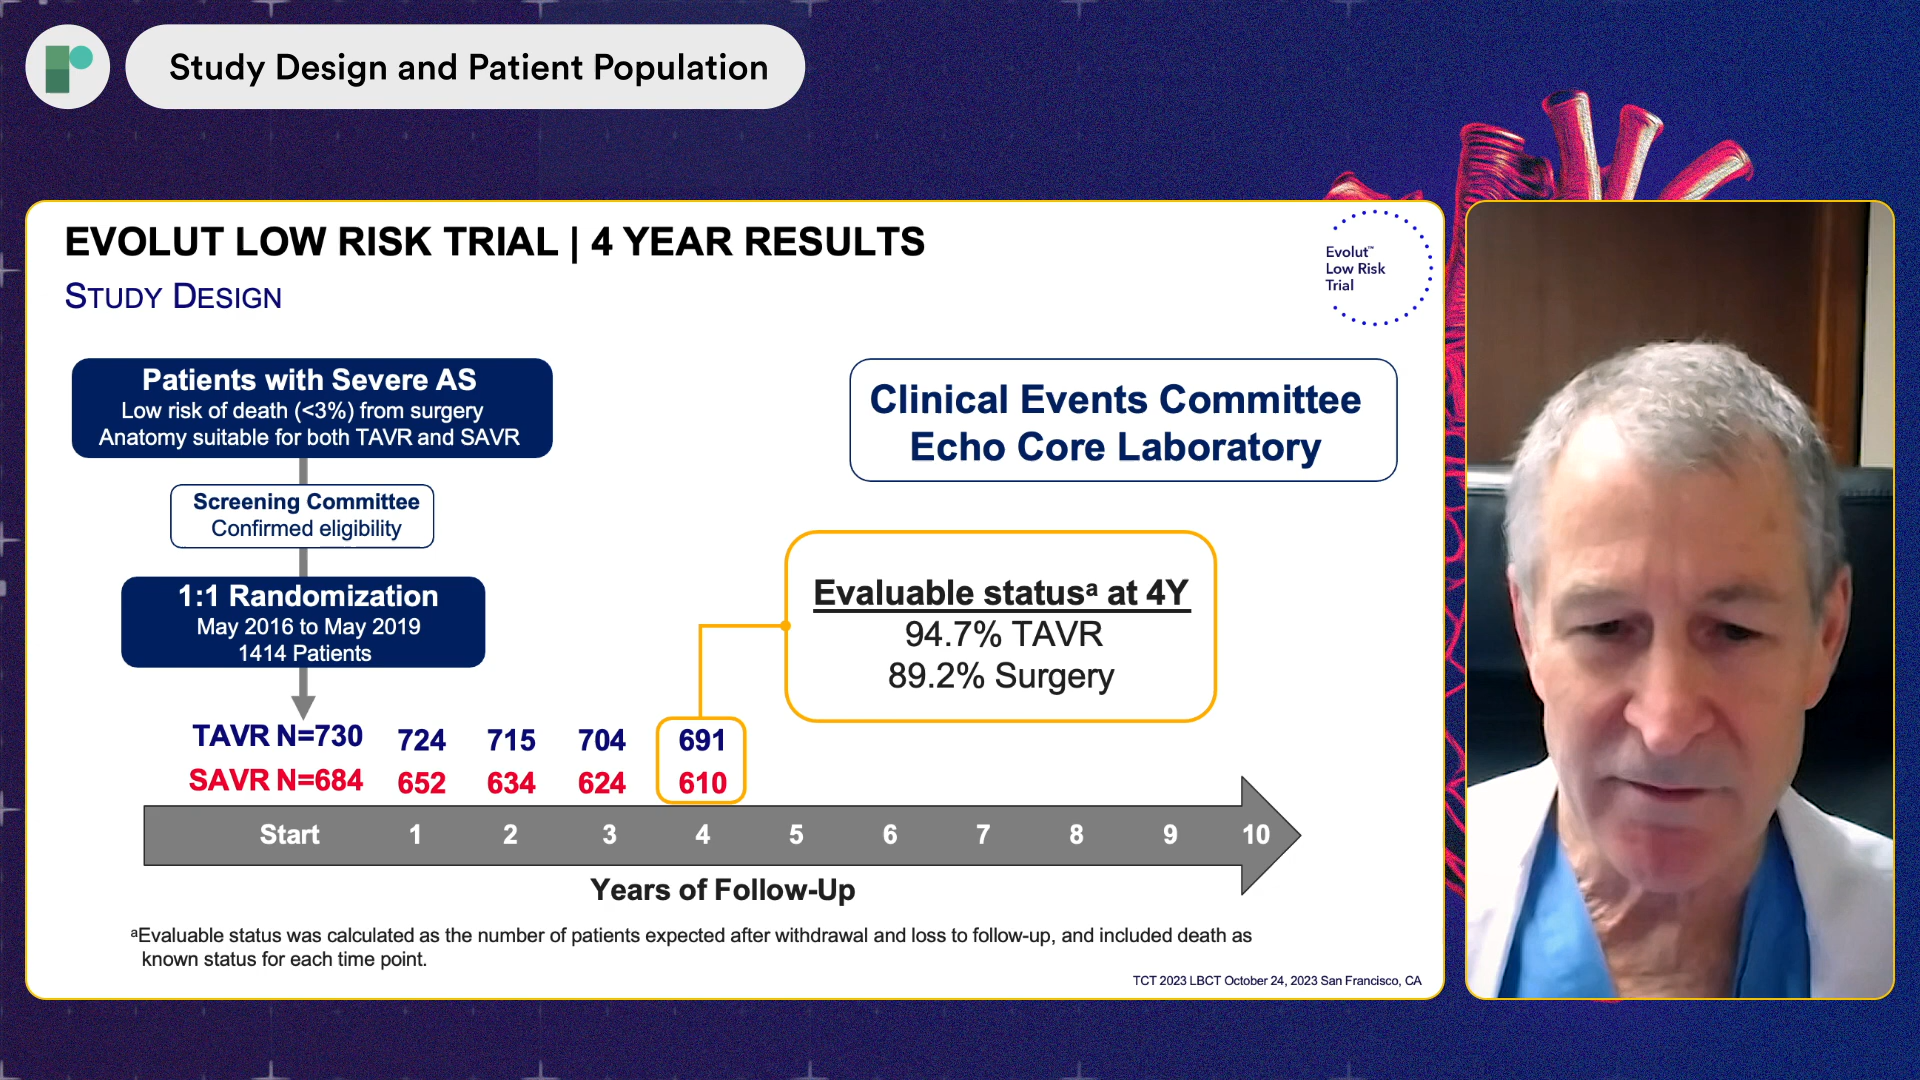 Study Design and Patient Population
EVOLUT LOW RISK TRIAL | 4 YEAR RESULTS
STUDY DESIGN
Evolut™
Low Risk
Trial
Patients with Severe AS
Low risk of death (<3%) from surgery
Anatomy suitable for both TAVR and SAVR
Clinical Events Committee
Echo Core Laboratory
Screening Committee
Confirmed eligibility
1:1 Randomization
May 2016 to May 2019
1414 Patients
Evaluable statusᵃ at 4Y
94.7% TAVR
89.2% Surgery
TAVR N=730 724 715 704 691
SAVR N=684 652 634 624 610
Start 1 2 3 4 5 6 7 8 9 10
Years of Follow-Up
ᵃEvaluable status was calculated as the number of patients expected after withdrawal and loss to follow-up, and included death as
known status for each time point.
TCT 2023 LBCT October 24, 2023 San Francisco, CA